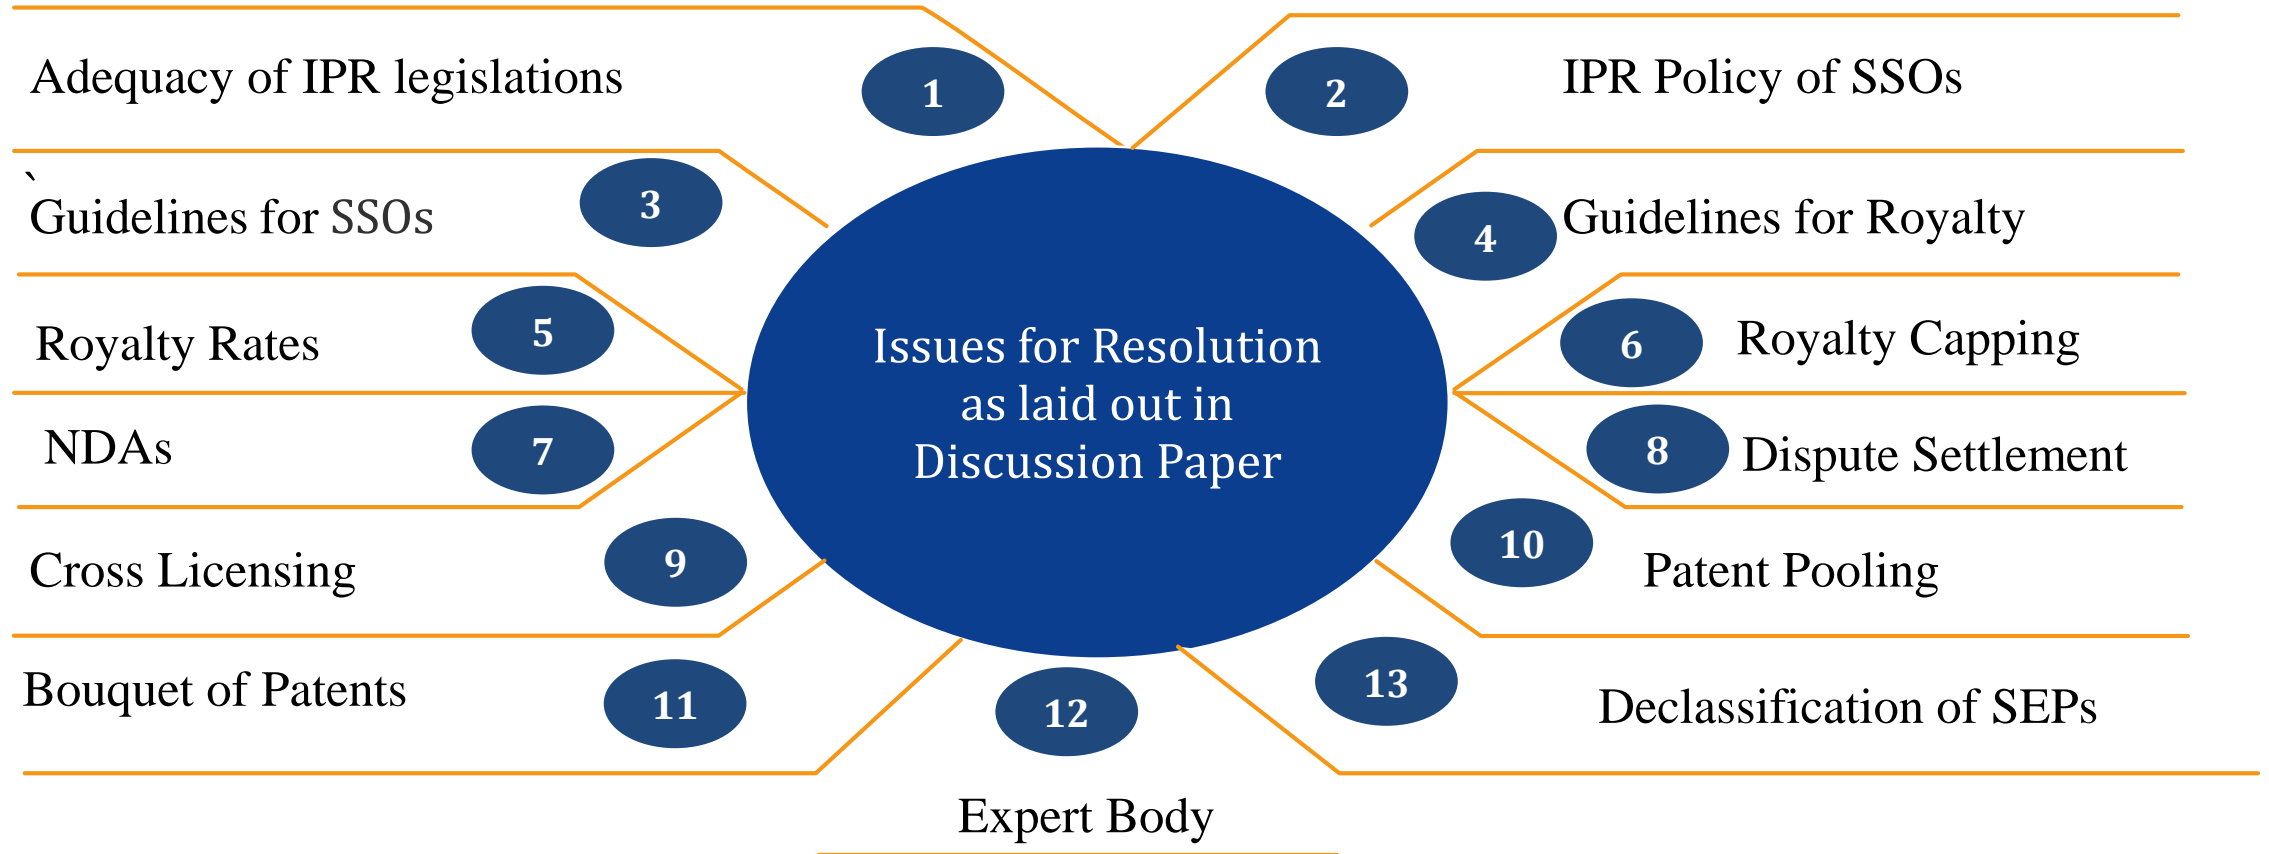 Adequacy of IPR legislations
1
2
IPR Policy of SSOs
`
Guidelines for SSOs
3
4
Guidelines for Royalty
Royalty Rates
5
6
Royalty Capping
Issues for Resolution
as laid out in
Discussion Paper
NDAs
7
8
Dispute Settlement
Cross Licensing
9
10
Patent Pooling
Bouquet of Patents
11
12
13
Declassification of SEPs
Expert Body